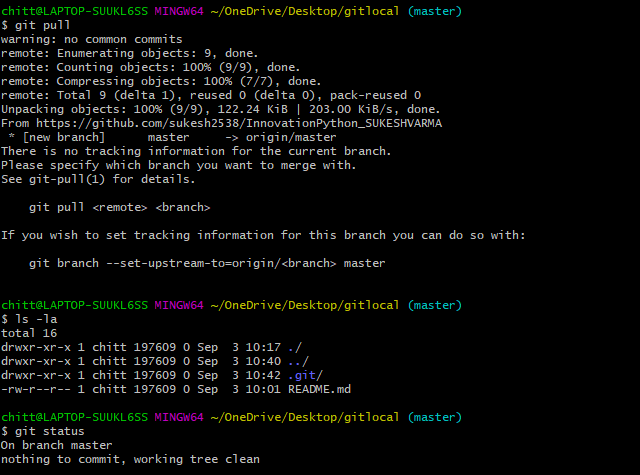 chitt@LAPTOP-SUUKL6SS MINGW64 ~/OneDrive/Desktop/gitlocal (master)
$ git pull
warning: no common commits
remote: Enumerating objects: 9, done.
remote: Counting objects: 100% (9/9), done.
remote: Compressing objects: 100% (7/7), done.
remote: Total 9 (delta 1), reused 0 (delta 0), pack-reused 0
Unpacking objects: 100% (9/9), 122.24 KiB | 203.00 KiB/s, done.
From https://github.com/sukesh2538/InnovationPython_SUKESHVARMA
 * [new branch]      master     -> origin/master
There is no tracking information for the current branch.
Please specify which branch you want to merge with.
See git-pull(1) for details.

    git pull <remote> <branch>

If you wish to set tracking information for this branch you can do so with:

    git branch --set-upstream-to=origin/<branch> master

chitt@LAPTOP-SUUKL6SS MINGW64 ~/OneDrive/Desktop/gitlocal (master)
$ ls -la
total 16
drwxr-xr-x 1 chitt 197609 0 Sep  3 10:17 ./
drwxr-xr-x 1 chitt 197609 0 Sep  3 10:40 ../
drwxr-xr-x 1 chitt 197609 0 Sep  3 10:42 .git/
-rw-r--r-- 1 chitt 197609 0 Sep  3 10:01 README.md

chitt@LAPTOP-SUUKL6SS MINGW64 ~/OneDrive/Desktop/gitlocal (master)
$ git status
On branch master
nothing to commit, working tree clean